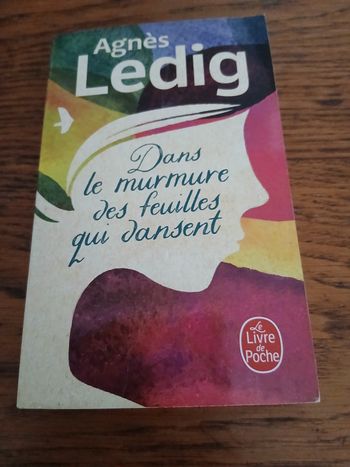 Agnès
Ledig
Dans
le murmure
des feuilles
qui dansent
Le
Livre
de
Poche